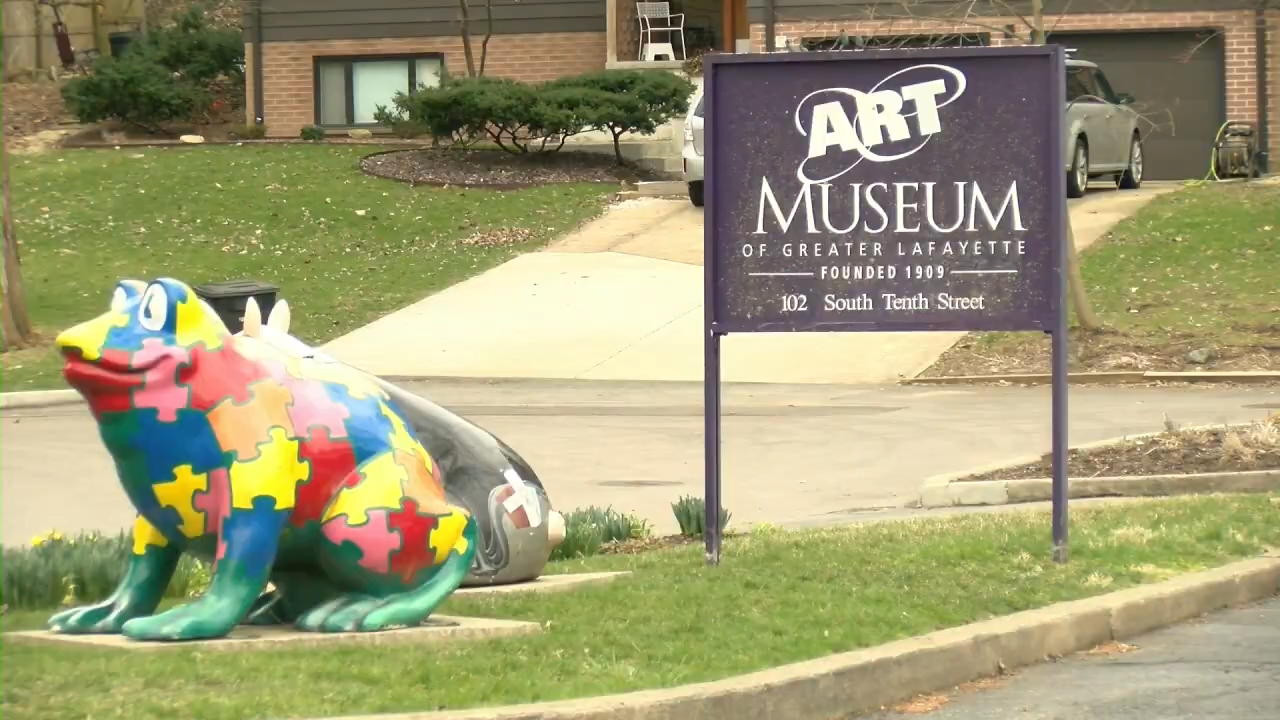 ART
MUSEUM
OF GREATER LAFAYETTE
FOUNDED 1909
102 South Tenth Street